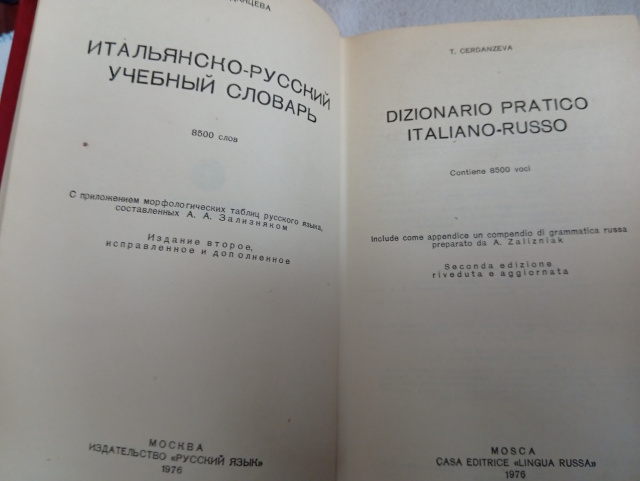 ИТАЛЬЯНСКО-РУССКИЙ
УЧЕБНЫЙ СЛОВАРЬ
8500 слов
С приложением морфологических таблиц русского языка,
составленных А. А. Зализняком
Издание второе,
исправленное и дополненное
МОСКВА
ИЗДАТЕЛЬСТВО «РУССКИЙ ЯЗЫК»
1976
T. CERDANZEVA
DIZIONARIO PRATICO
ITALIANO-RUSSO
Contiene 8500 voci
Include come appendice un compendio di grammatica russa
preparato da A. Zalizniak
Seconda edizione
riveduta e aggiornata
MOSCA
CASA EDITRICE «LINGUA RUSSA»
1976